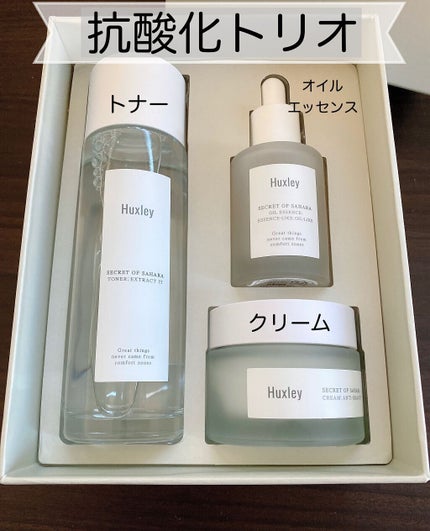 抗酸化トリオ
トナー
Huxley
SECRET OF SAHARA
TONER; EXTRACT IT
Great things
never came from
comfort zones
オイル
エッセンス
Huxley
SECRET OF SAHARA
OIL ESSENCE;
ESSENCE-LIKE, OIL-LIKE
Great things
never came from
comfort zones
クリーム
Huxley
SECRET OF SAHARA
CREAM; ANTI-